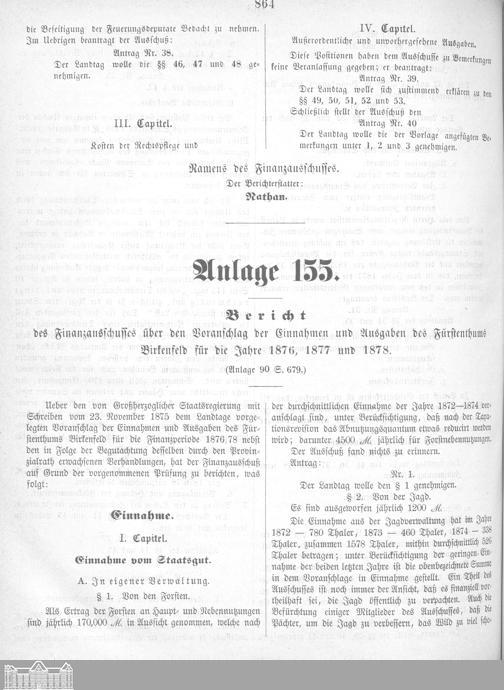 864
die Beseitigung der Feuerungsdeputate Bedacht zu nehmen.
Im Uebrigen beantragt der Ausschuß:
Antrag Nr. 38.
Der Landtag wolle die §§ 46, 47 und 48 ge-
nehmigen.
III. Capitel.
Kosten der Rechtspflege und
IV. Capitel.
Außerordentliche und unvorhergesehene Ausgaben.
Diese Positionen haben dem Ausschusse zu Bemerkungen
keine Veranlassung gegeben; er beantragt:
Antrag Nr. 39.
Der Landtag wolle sich zustimmend erklären zu den
§§ 49, 50, 51, 52 und 53.
Schließlich stellt der Ausschuß den
Antrag Nr. 40
Der Landtag wolle die der Vorlage angefügten Be-
merkungen unter 1, 2 und 3 genehmigen.
Namens des Finanzausschusses.
Der Berichterstatter:
Nathan.
Anlage 155.
Bericht
des Finanzausschusses über den Voranschlag der Einnahmen und Ausgaben des Fürstenthums
Birkenfeld für die Jahre 1876, 1877 und 1878.
(Anlage 90 S. 679.)
Ueber den von Großherzoglicher Staatsregierung mit
Schreiben vom 23. November 1875 dem Landtage vorge-
legten Voranschlag der Einnahmen und Ausgaben des Für-
stenthums Birkenfeld für die Finanzperiode 1876/78 nebst
den in Folge der Begutachtung desselben durch den Provin-
zialrath erwachsenen Verhandlungen, hat der Finanzausschuß
auf Grund der vorgenommenen Prüfung zu berichten, was
folgt:
Einnahme.
I. Capitel.
Einnahme vom Staatsgut.
A. In eigener Verwaltung.
§ 1. Von den Forsten.
Als Ertrag der Forsten an Haupt- und Nebennutzungen
sind jährlich 170,000 M. in Aussicht genommen, welche nach
der durchschnittlichen Einnahme der Jahre 1872—1874 ver-
anschlagt sind, unter Berücksichtigung, daß nach der Taxa-
tionsrevision das Abnutzungsquantum etwas reducirt werden
wird; darunter 4500 M. jährlich für Forstnebennutzungen.
Der Ausschuß fand nichts zu erinnern.
Antrag:
Nr. 1.
Der Landtag wolle den § 1 genehmigen.
§ 2. Von der Jagd.
Es sind ausgeworfen jährlich 1200 M.
Die Einnahme aus der Jagdverwaltung hat im Jahre
1872 — 780 Thaler, 1873 — 460 Thaler, 1874 — 338
Thaler, zusammen 1578 Thaler, mithin durchschnittlich 526
Thaler betragen; unter Berücksichtigung der geringen Ein-
nahme der beiden letzten Jahre ist die obenbezeichnete Summe
in dem Voranschlage in Einnahme gestellt. Ein Theil des
Ausschusses ist noch immer der Ansicht, daß es finanziell vor-
theilhaft sei, die Jagd öffentlich zu verpachten. Auch die
Befürchtung einiger Mitglieder des Ausschusses, daß die
Pächter, um die Jagd zu verbessern, das Wild zu viel scho-